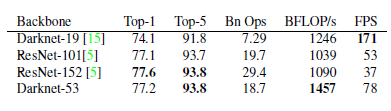 Backbone Top-1 Top-5 Bn Ops BFLOP/s FPS
Darknet-19 [15] 74.1 91.8 7.29 1246 171
ResNet-101[5] 77.1 93.7 19.7 1039 53
ResNet-152 [5] 77.6 93.8 29.4 1090 37
Darknet-53 77.2 93.8 18.7 1457 78